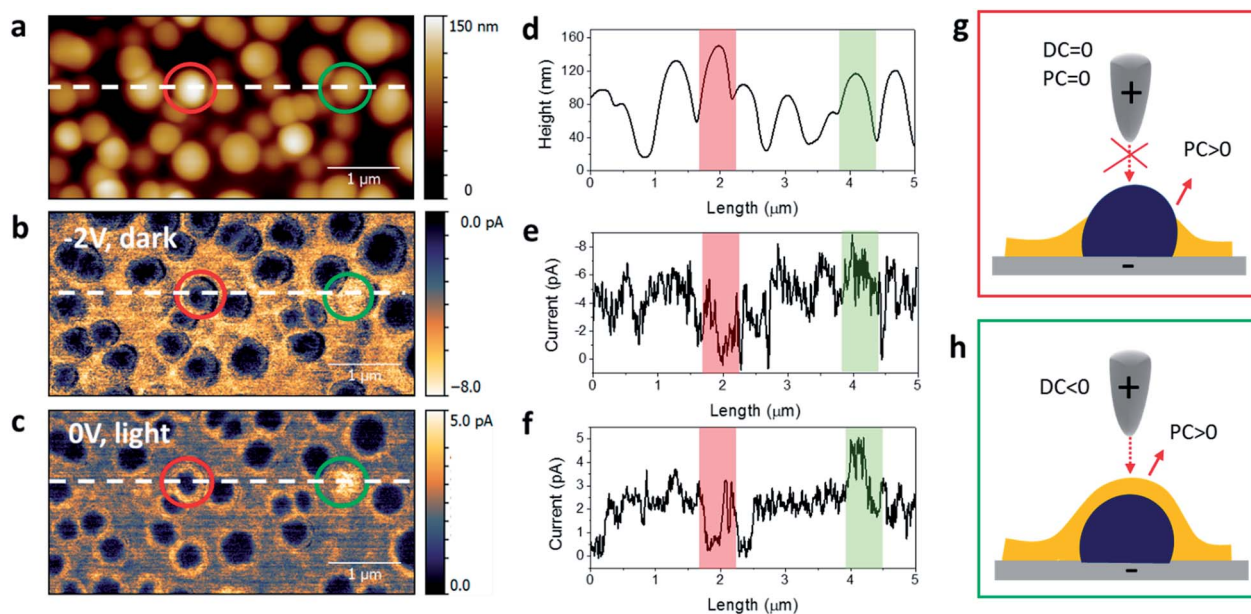 a
150 nm
0
1 µm
b
-2V, dark
0.0 pA
-8.0
1 µm
c
0V, light
5.0 pA
0.0
1 µm
d
160
120
80
40
0
Height (nm)
0 1 2 3 4 5
Length (µm)
e
-8
-6
-4
-2
0
Current (pA)
0 1 2 3 4 5
Length (µm)
f
5
4
3
2
1
0
Current (pA)
0 1 2 3 4 5
Length (µm)
g
DC=0
PC=0
+
PC>0
-
h
DC<0
+
PC>0
-